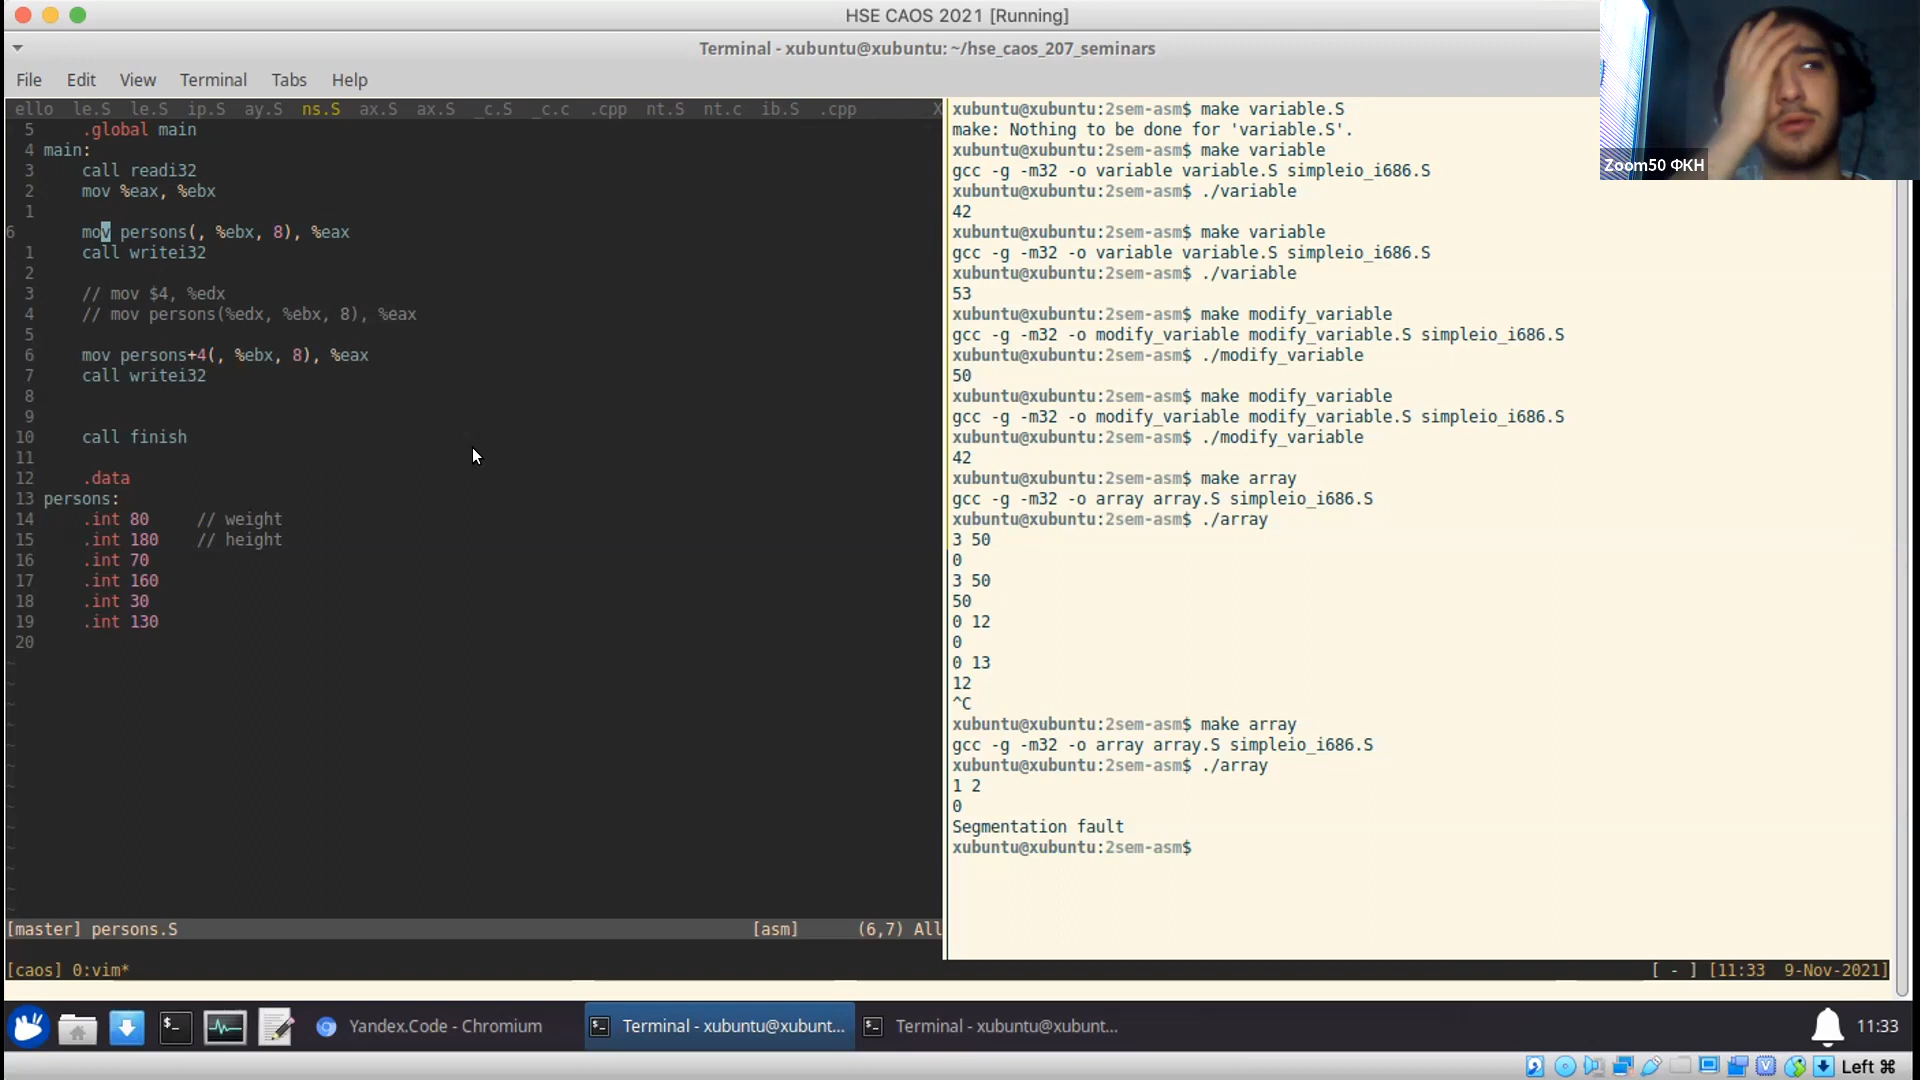 HSE CAOS 2021 [Running]
Terminal - xubuntu@xubuntu: ~/hse_caos_207_seminars
File Edit View Terminal Tabs Help
ello le.S le.S ip.S ay.S ns.S ax.S ax.S _c.S _c.c .cpp nt.S nt.c ib.S .cpp X
5 .global main
4 main:
3 call readi32
2 mov %eax, %ebx
1
6 mov persons(, %ebx, 8), %eax
1 call writei32
2
3 // mov $4, %edx
4 // mov persons(%edx, %ebx, 8), %eax
5
6 mov persons+4(, %ebx, 8), %eax
7 call writei32
8
9
10 call finish
11
12 .data
13 persons:
14 .int 80 // weight
15 .int 180 // height
16 .int 70
17 .int 160
18 .int 30
19 .int 130
20
[master] persons.S [asm] (6,7) All
[caos] 0:vim*
xubuntu@xubuntu:2sem-asm$ make variable.S
make: Nothing to be done for 'variable.S'.
xubuntu@xubuntu:2sem-asm$ make variable
gcc -g -m32 -o variable variable.S simpleio_i686.S
xubuntu@xubuntu:2sem-asm$ ./variable
42
xubuntu@xubuntu:2sem-asm$ make variable
gcc -g -m32 -o variable variable.S simpleio_i686.S
xubuntu@xubuntu:2sem-asm$ ./variable
53
xubuntu@xubuntu:2sem-asm$ make modify_variable
gcc -g -m32 -o modify_variable modify_variable.S simpleio_i686.S
xubuntu@xubuntu:2sem-asm$ ./modify_variable
50
xubuntu@xubuntu:2sem-asm$ make modify_variable
gcc -g -m32 -o modify_variable modify_variable.S simpleio_i686.S
xubuntu@xubuntu:2sem-asm$ ./modify_variable
42
xubuntu@xubuntu:2sem-asm$ make array
gcc -g -m32 -o array array.S simpleio_i686.S
xubuntu@xubuntu:2sem-asm$ ./array
3 50
0
3 50
50
0 12
0
0 13
12
^C
xubuntu@xubuntu:2sem-asm$ make array
gcc -g -m32 -o array array.S simpleio_i686.S
xubuntu@xubuntu:2sem-asm$ ./array
1 2
0
Segmentation fault
xubuntu@xubuntu:2sem-asm$
[ - ] [11:33 9-Nov-2021]
Zoom50 ФКН
Yandex.Code - Chromium
Terminal - xubuntu@xubunt...
Terminal - xubuntu@xubunt...
11:33
Left ⌘